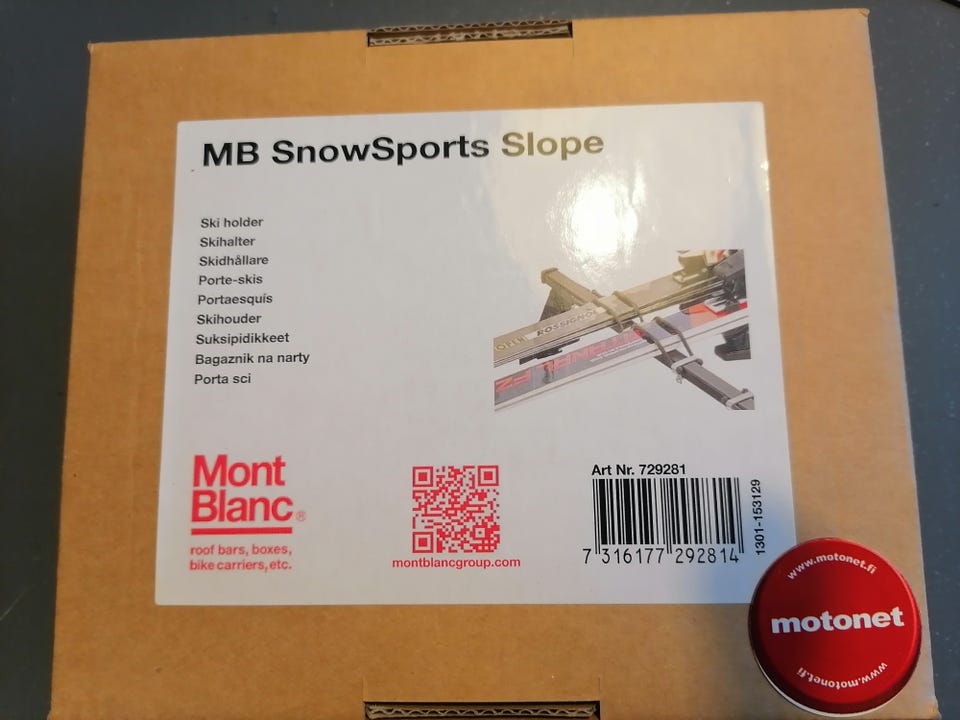 MB SnowSports Slope
Ski holder
Skihalter
Skidhållare
Porte-skis
Portaesquís
Skihouder
Suksipidikkeet
Bagaznik na narty
Porta sci
ROSSIGNOL
Mont
Blanc®
roof bars, boxes,
bike carriers, etc.
montblancgroup.com
Art Nr. 729281
7 316177 292814
1301-153129
www.motonet.fi
motonet
www.motonet.fi